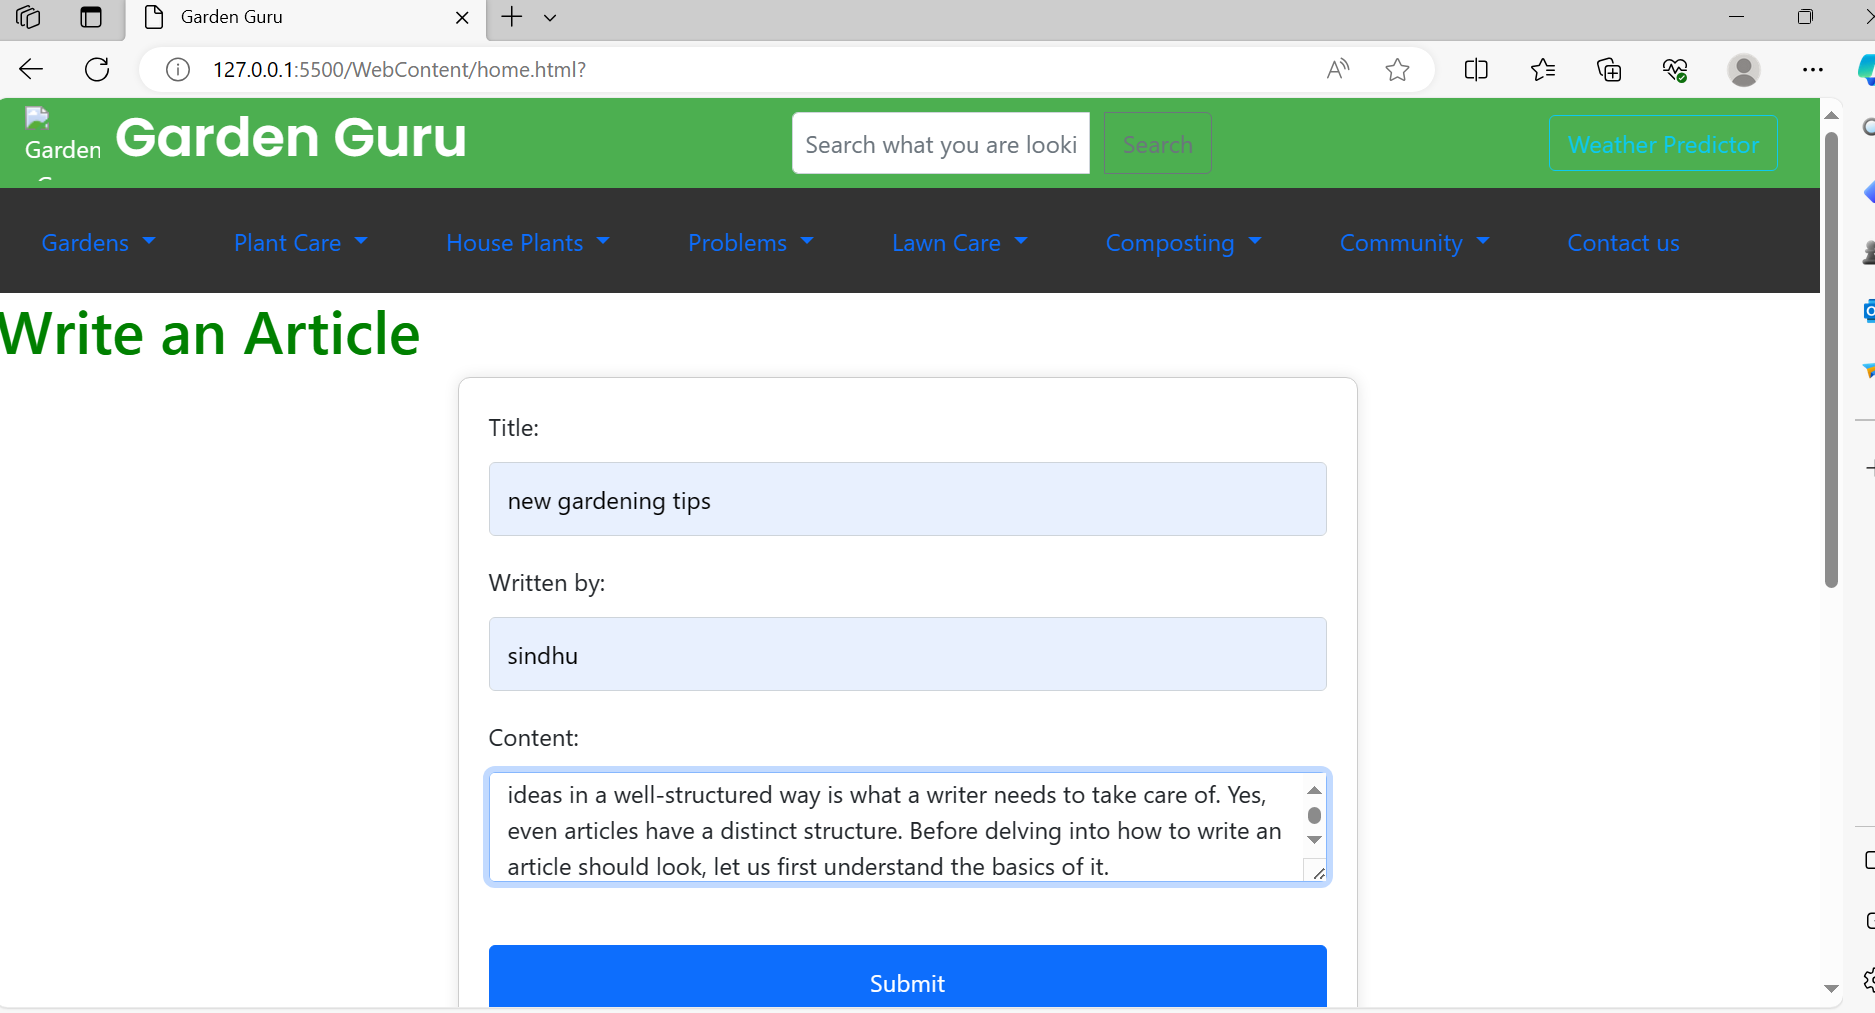 Garden Guru
127.0.0.1:5500/WebContent/home.html?
Garden
Garden Guru
Search what you are looki
Search
Weather Predictor
Gardens
Plant Care
House Plants
Problems
Lawn Care
Composting
Community
Contact us
Write an Article
Title:
new gardening tips
Written by:
sindhu
Content:
ideas in a well-structured way is what a writer needs to take care of. Yes,
even articles have a distinct structure. Before delving into how to write an
article should look, let us first understand the basics of it.
Submit